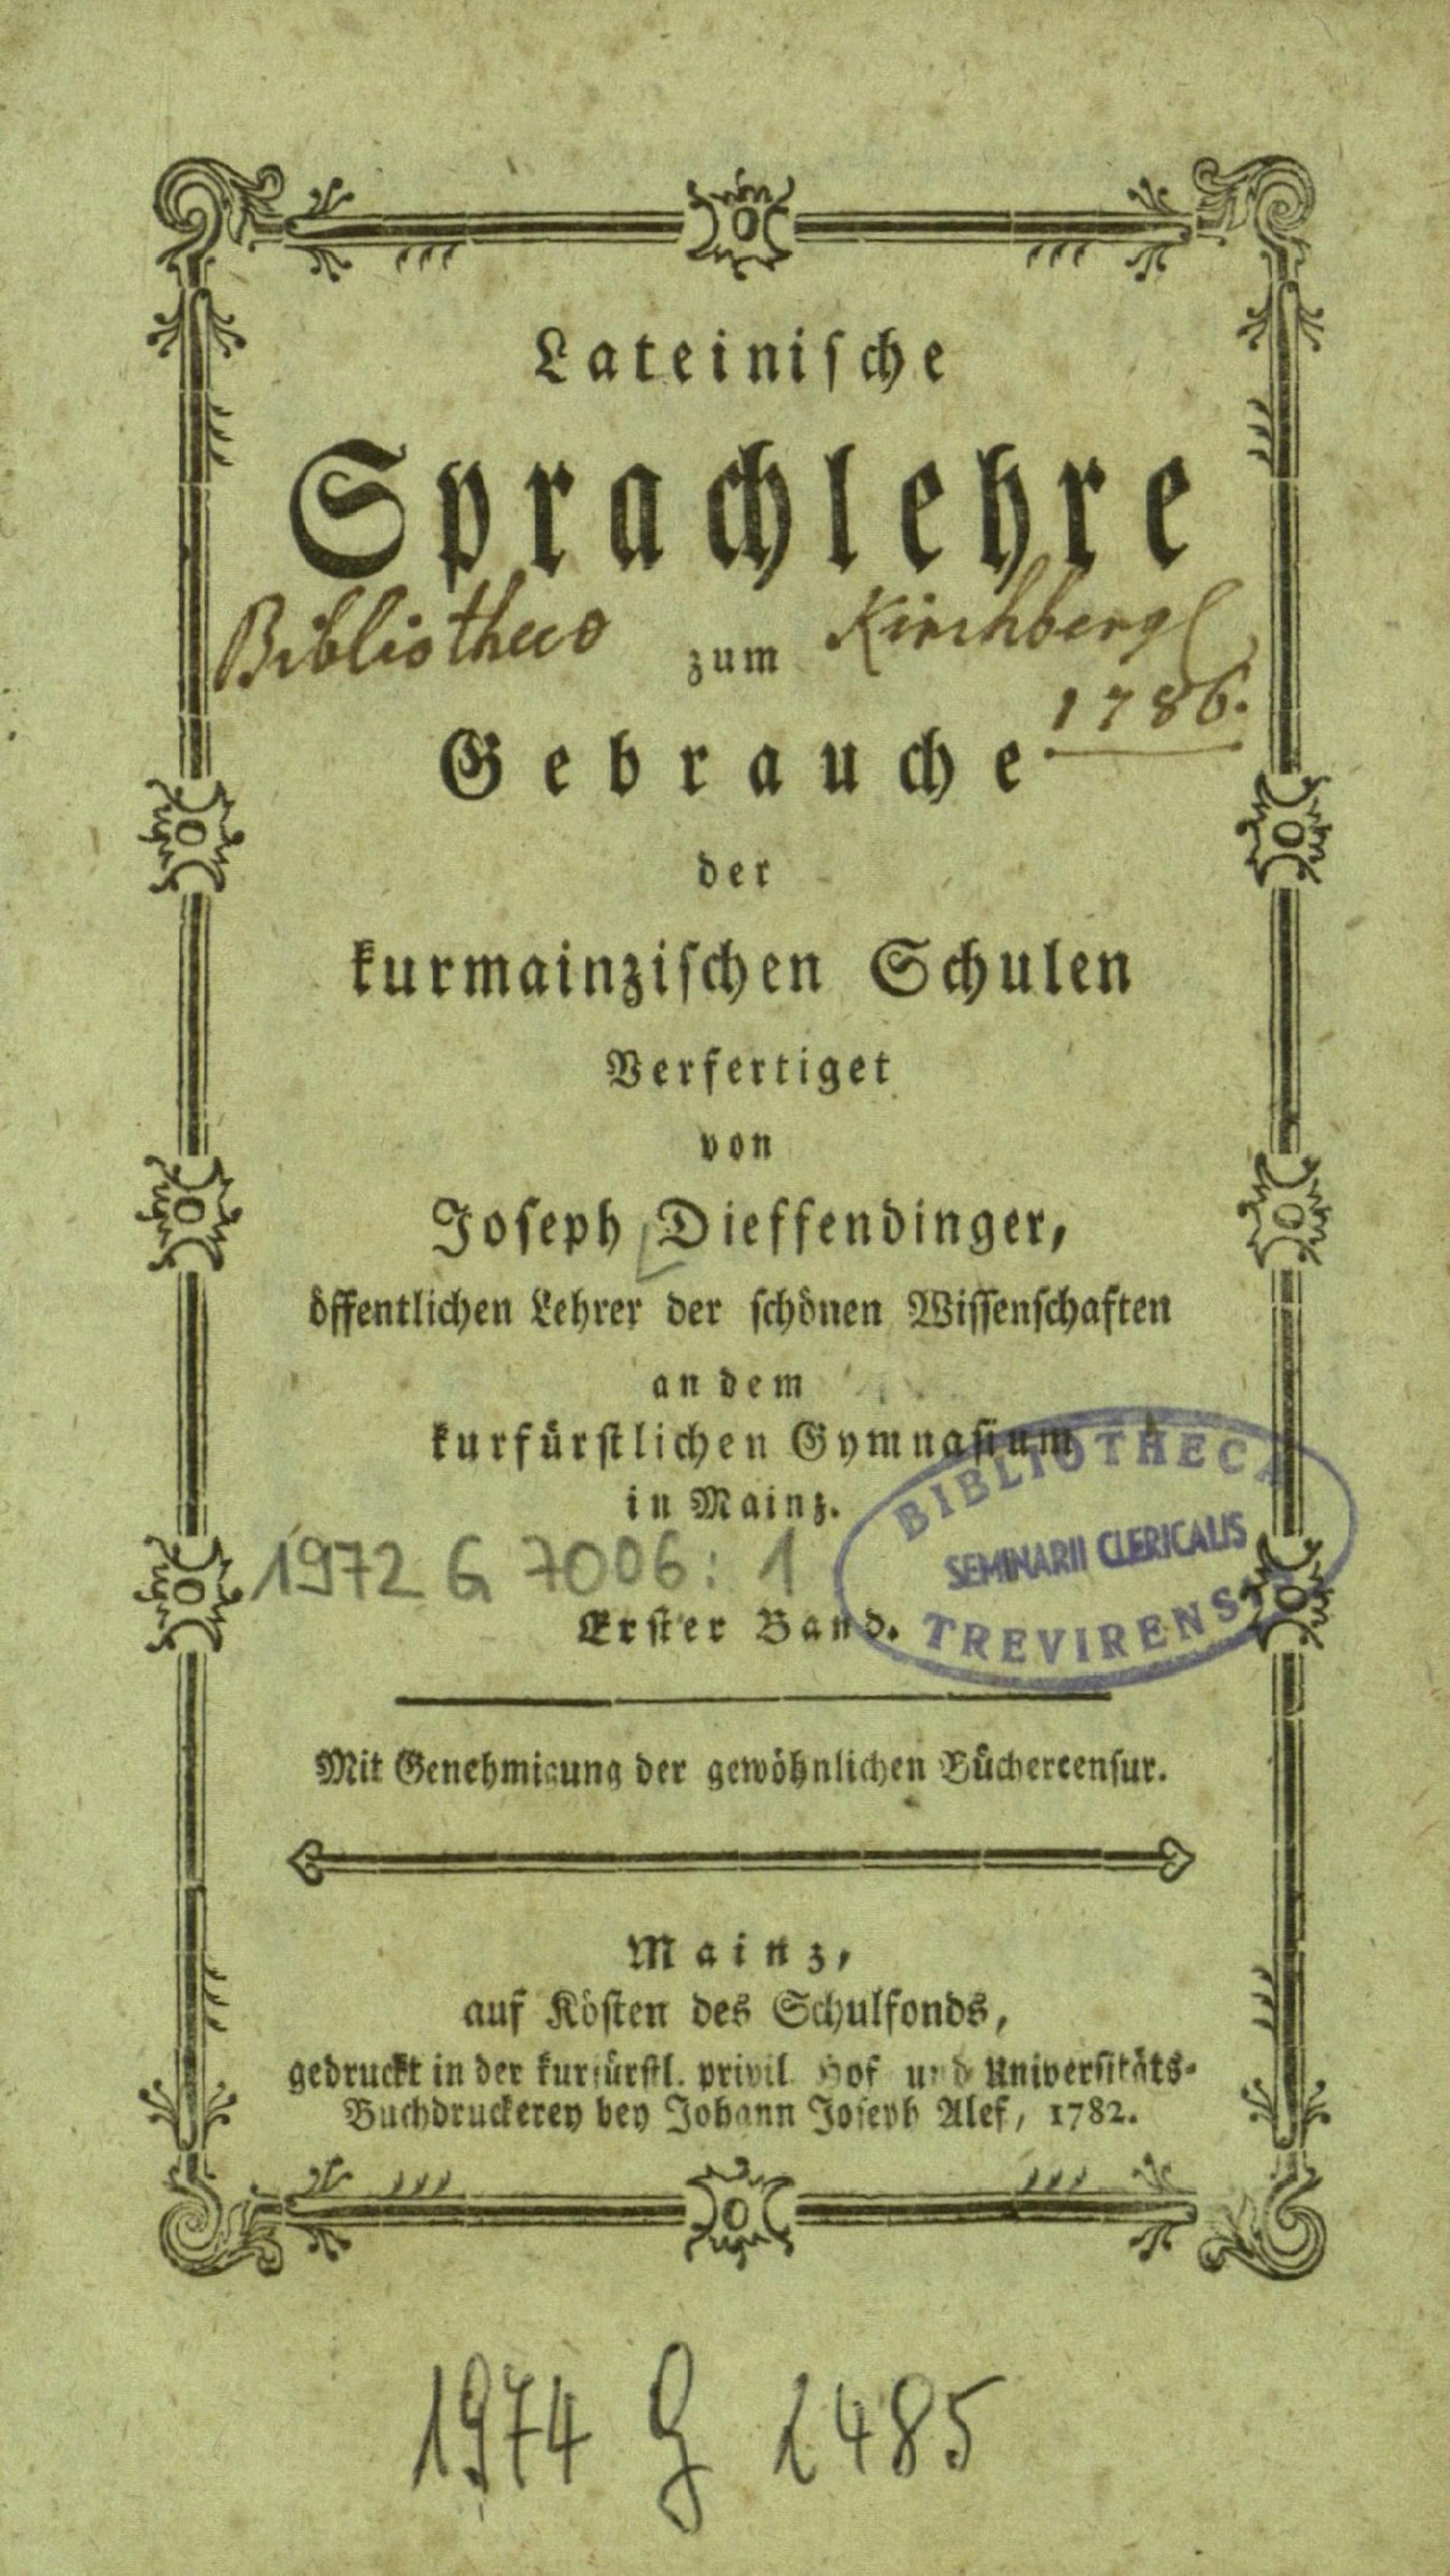 Lateinische
Sprachlehre
zum
Kirchberg
1786.
Gebrauche
der
kurmainzischen Schulen
Verfertiget
von
Joseph Dieffendinger,
öffentlichen Lehrer der schönen Wissenschaften
an dem
kurfürstlichen Gymnasium
in Mainz.
BIBLIOTHECA
SEMINARII CLERICALIS
TREVIRENSIS
1972 G 7006: 1
Erster Band.
Mit Genehmigung der gewöhnlichen Büchercensur.
Mainz,
auf Kösten des Schulfonds,
gedruckt in der kurfürstl. privil. Hof und Universitäts-
Buchdruckerey bey Johann Joseph Alef, 1782.
1974 G 2485